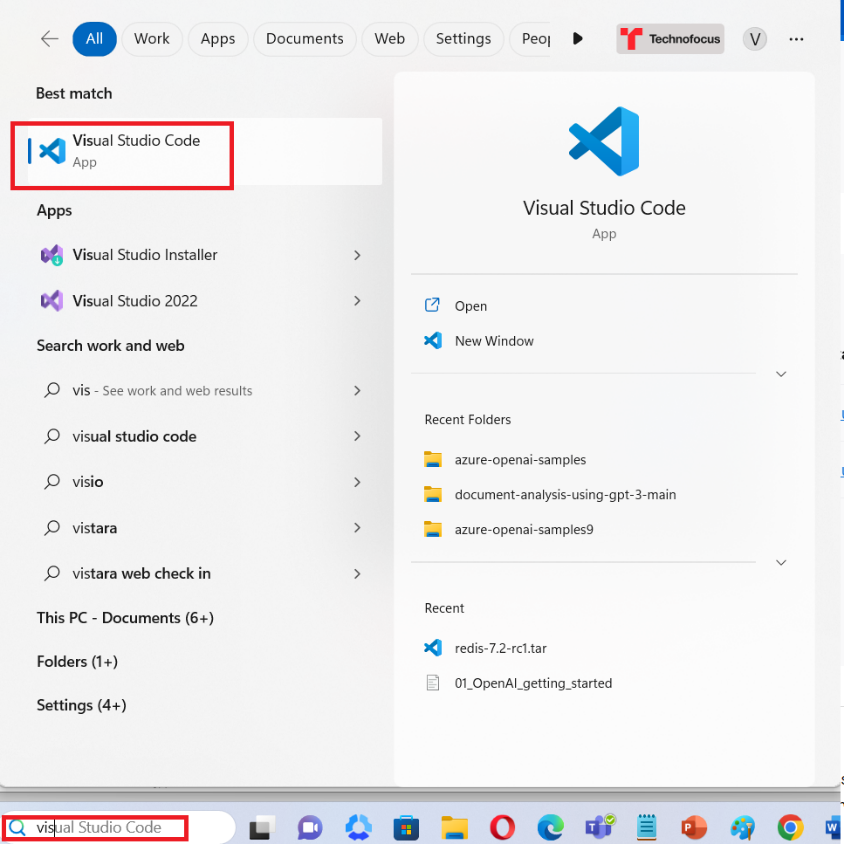 All
Work
Apps
Documents
Web
Settings
Technofocus
V
Best match
Visual Studio Code
App
Apps
Visual Studio Installer
Visual Studio 2022
Search work and web
vis - See work and web results
visual studio code
visio
vistara
vistara web check in
This PC - Documents (6+)
Folders (1+)
Settings (4+)
Visual Studio Code
App
Open
New Window
Recent Folders
azure-openai-samples
document-analysis-using-gpt-3-main
azure-openai-samples9
Recent
redis-7.2-rc1.tar
01_OpenAI_getting_started
visual Studio Code